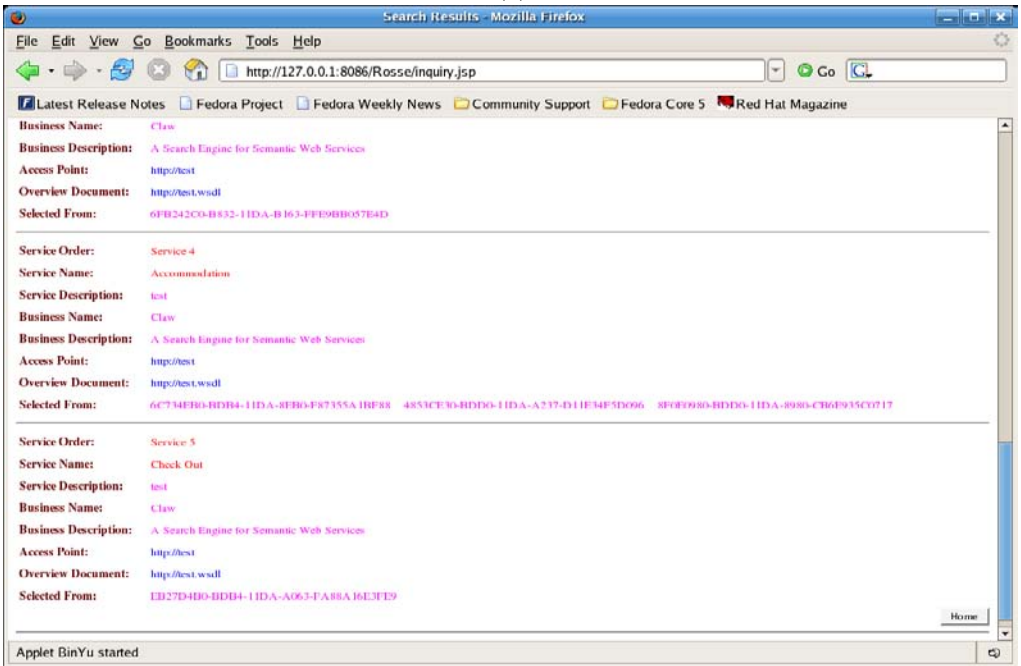 Search Results - Mozilla Firefox
File Edit View Go Bookmarks Tools Help
http://127.0.0.1:8086/Rosse/inquiry.jsp Go G
Latest Release Notes Fedora Project Fedora Weekly News Community Support Fedora Core 5 Red Hat Magazine
Business Name: Claw
Business Description: A Search Engine for Semantic Web Services
Access Point: http://test
Overview Document: http://test.wsdl
Selected From: 6FB242C0-B832-11DA-B163-FFE9BB057E4D
Service Order: Service 4
Service Name: Accommodation
Service Description: test
Business Name: Claw
Business Description: A Search Engine for Semantic Web Services
Access Point: http://test
Overview Document: http://test.wsdl
Selected From: 6C734EB0-BDB4-11DA-8EB0-F87355A1BE88 4853CE30-BDD0-11DA-A237-D11E34F5D096 8F0E0980-BDD0-11DA-8980-CB6E935C0717
Service Order: Service 5
Service Name: Check Out
Service Description: test
Business Name: Claw
Business Description: A Search Engine for Semantic Web Services
Access Point: http://test
Overview Document: http://test.wsdl
Selected From: EB27D4B0-BDB4-11DA-A063-FA88A16E3FE9
Home
Applet BinYu started